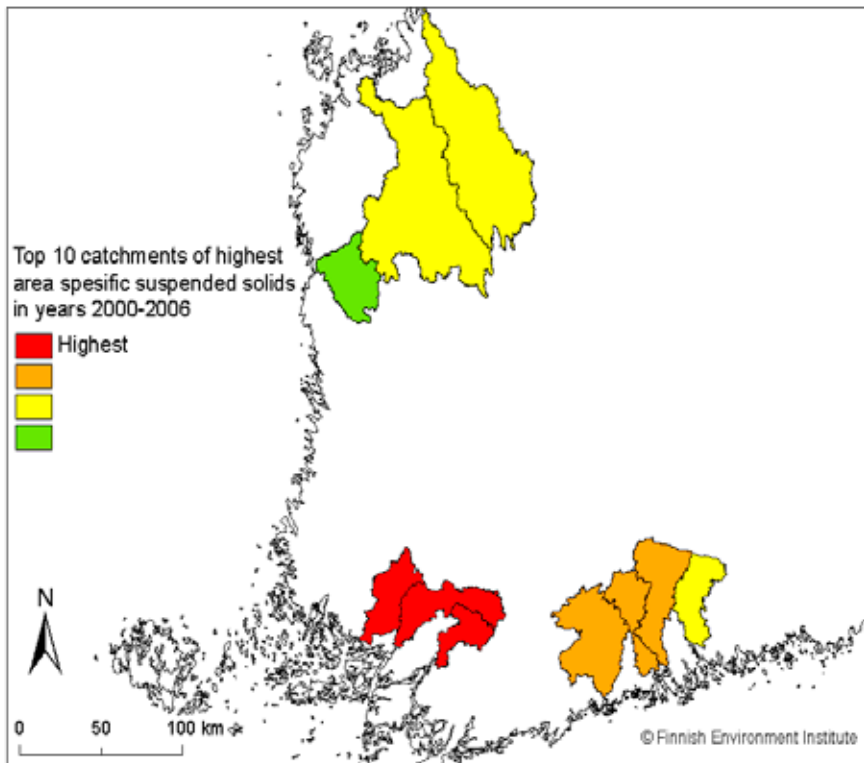 Top 10 catchments of highest
area spesific suspended solids
in years 2000-2006
Highest
N
0 50 100 km
© Finnish Environment Institute